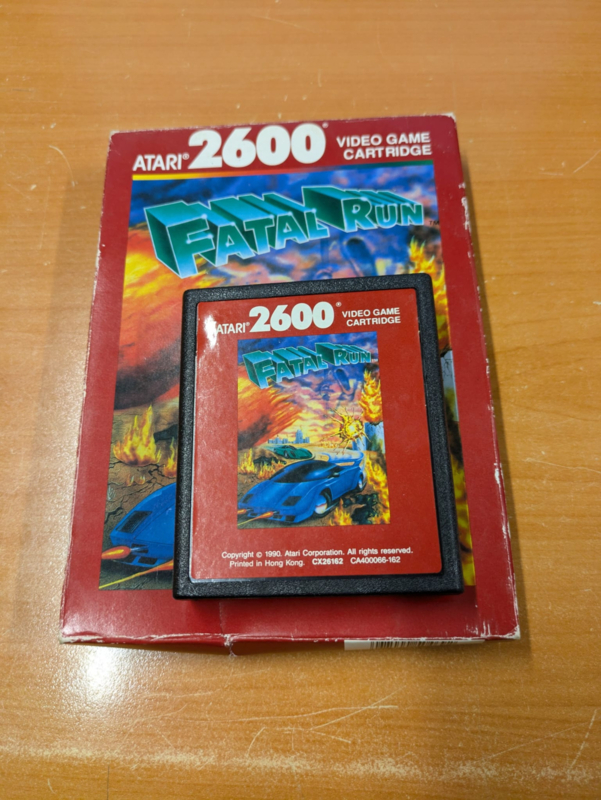 ATARI® 2600® VIDEO GAME
CARTRIDGE
FATAL RUN™
ATARI® 2600® VIDEO GAME
CARTRIDGE
FATAL RUN
Copyright © 1990, Atari Corporation. All rights reserved.
Printed in Hong Kong. CX26162 CA400066-162